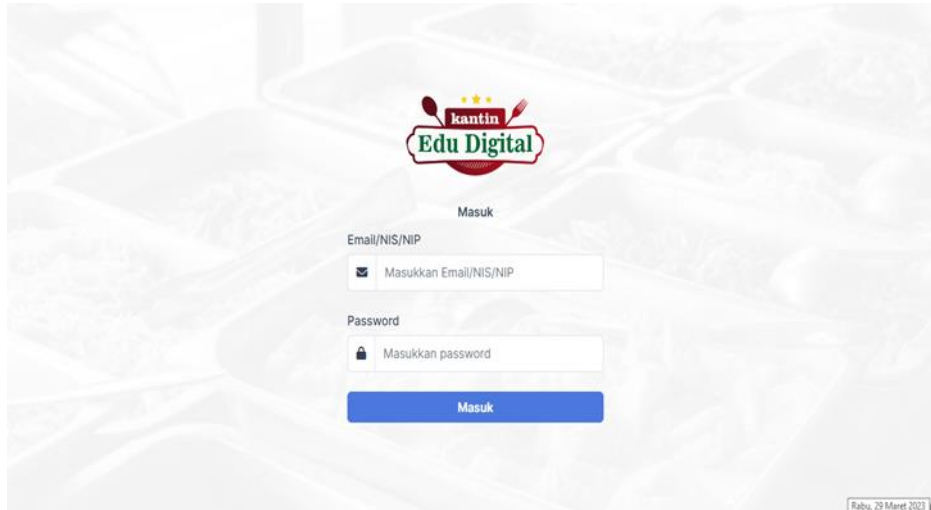 kantin
Edu Digital
Masuk
Email/NIS/NIP
Masukkan Email/NIS/NIP
Password
Masukkan password
Masuk
Rabu, 29 Maret 2023